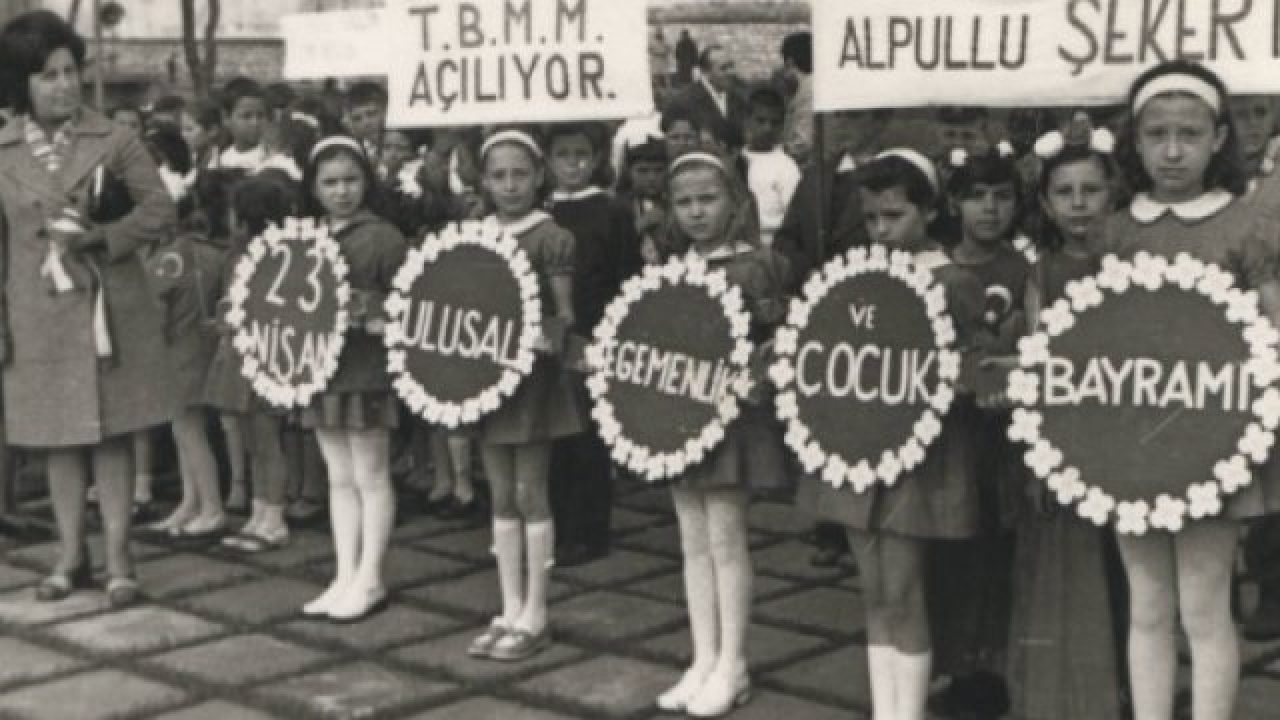 T.B.M.M.
AÇILIYOR.
ALPULLU ŞEKER
23
NİSAN
ULUSAL
EGEMENLİK
VE
ÇOCUK
BAYRAMI